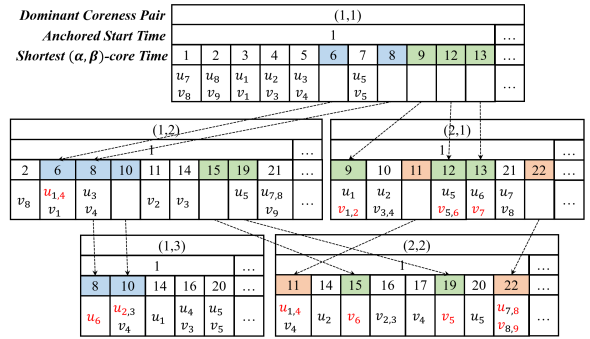 Dominant Coreness Pair (1,1)
Anchored Start Time 1 ...
Shortest (α, β)-core Time 1 2 3 4 5 6 7 8 9 12 13 ...
u₇ u₈ u₁ u₂ u₃ u₅
v₈ v₉ v₁ v₃ v₄ v₅
(1,2) (2,1)
1 ... 1 ...
2 6 8 10 11 14 15 19 21 ... 9 10 11 12 13 21 22 ...
v₈ u₁,₄ u₃ v₂ v₃ u₅ u₇,₈ ... u₁ u₂ u₅ u₆ u₇
v₁ v₄ v₉ v₁,₂ v₃,₄ v₅,₆ v₇ v₈
(1,3) (2,2)
1 ... 1 ...
8 10 14 16 20 ... 11 14 15 16 17 19 20 22 ...
u₆ u₂,₃ u₁ u₄ u₅ ... u₁,₄ u₂ v₆ v₂,₃ v₄ v₅ u₅ u₇,₈ ...
v₄ v₃ v₅ v₄ v₈,₉